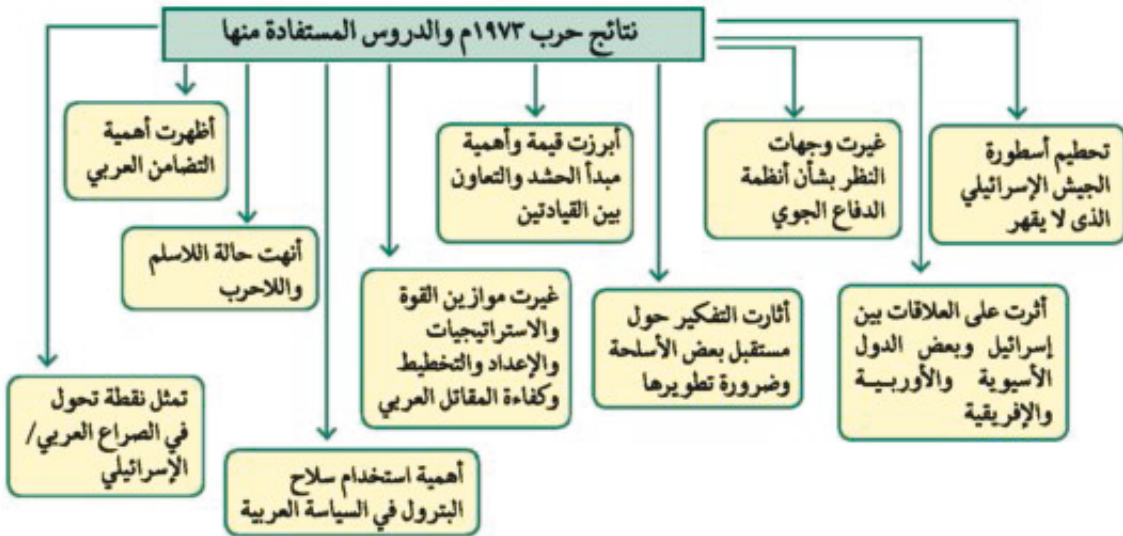 نتائج حرب ١٩٧٣م والدروس المستفادة منها
تحطيم أسطورة
الجيش الإسرائيلي
الذى لا يقهر
أثرت على العلاقات بين
إسرائيل وبعض الدول
الأسيوية والأوربية
والإفريقية
غيرت وجهات
النظر بشأن أنظمة
الدفاع الجوي
أثارت التفكير حول
مستقبل بعض الأسلحة
وضرورة تطويرها
أبرزت قيمة وأهمية
مبدأ الحشد والتعاون
بين القيادتين
غيرت موازين القوة
والاستراتيجيات
والإعداد والتخطيط
وكفاءة المقاتل العربي
أهمية استخدام سلاح
البترول في السياسة العربية
أنهت حالة اللاسلم
واللاحرب
أظهرت أهمية
التضامن العربي
تمثل نقطة تحول
في الصراع العربي/
الإسرائيلي